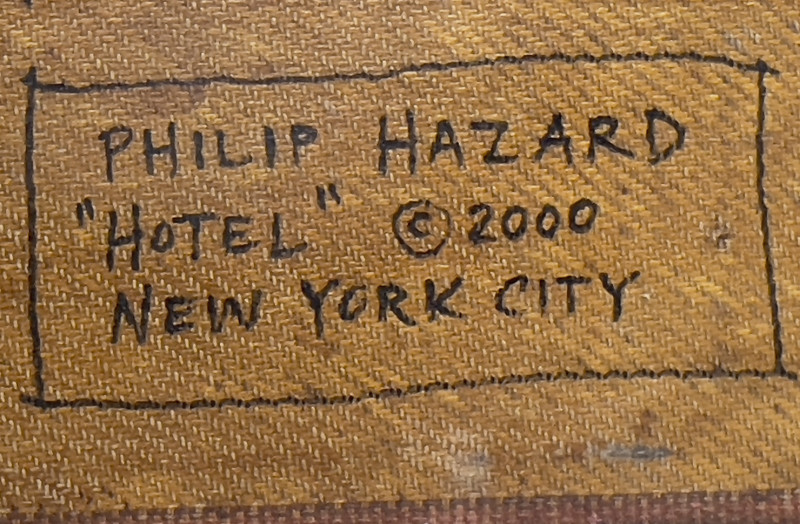 PHILIP HAZARD
"HOTEL" © 2000
NEW YORK CITY